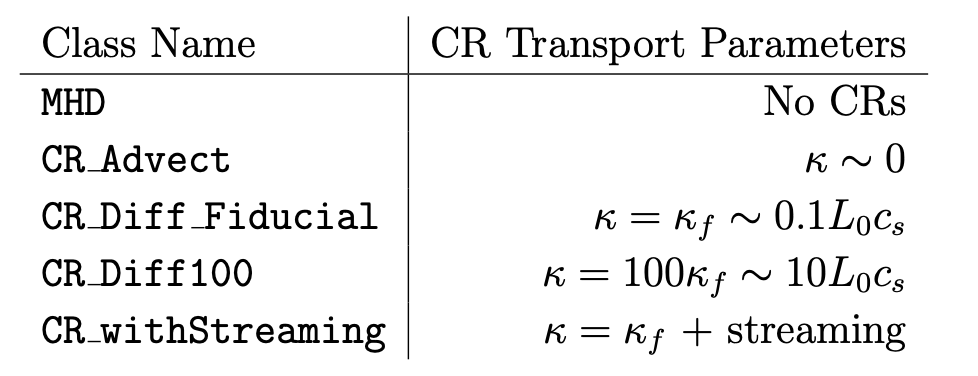 Class Name CR Transport Parameters
MHD No CRs
CR_Advect κ ∼ 0
CR_Diff_Fiducial κ = κ_f ∼ 0.1L_0c_s
CR_Diff100 κ = 100κ_f ∼ 10L_0c_s
CR_withStreaming κ = κ_f + streaming